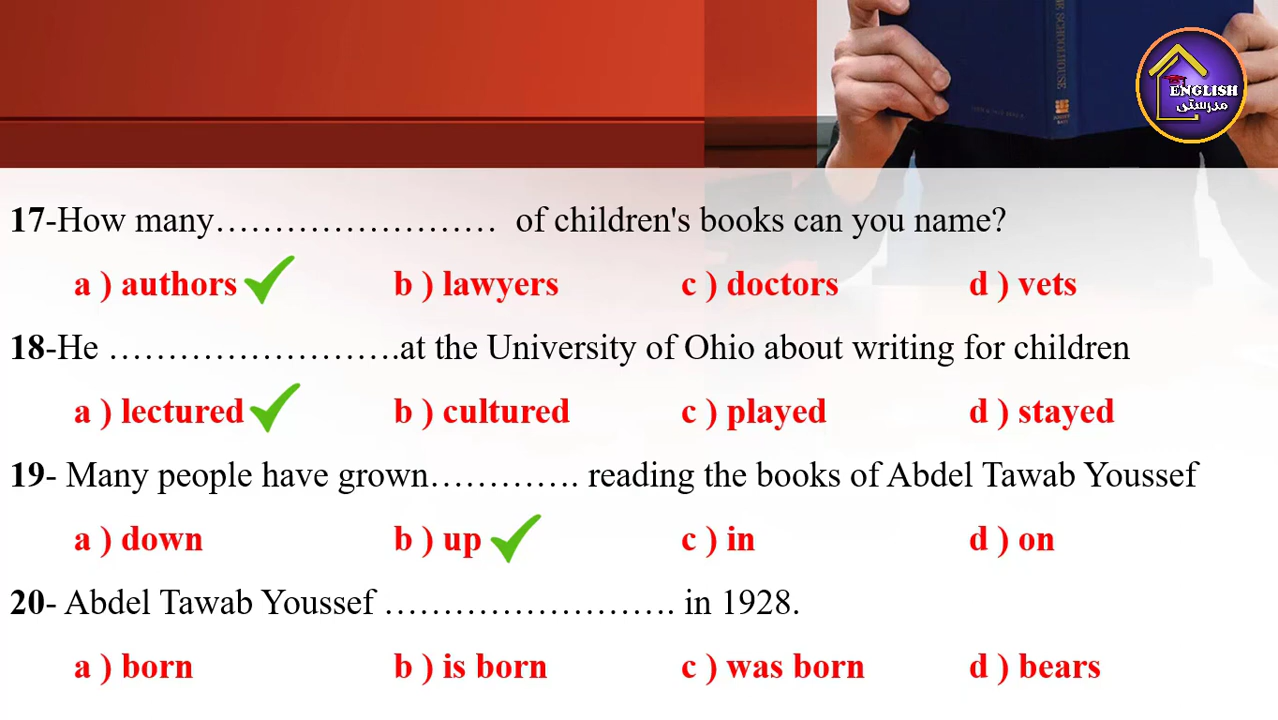 ENGLISH
مدرستي
17-How many…………………… of children's books can you name?
a ) authors b ) lawyers c ) doctors d ) vets
18-He …………………….at the University of Ohio about writing for children
a ) lectured b ) cultured c ) played d ) stayed
19- Many people have grown…………. reading the books of Abdel Tawab Youssef
a ) down b ) up c ) in d ) on
20- Abdel Tawab Youssef ……………………. in 1928.
a ) born b ) is born c ) was born d ) bears